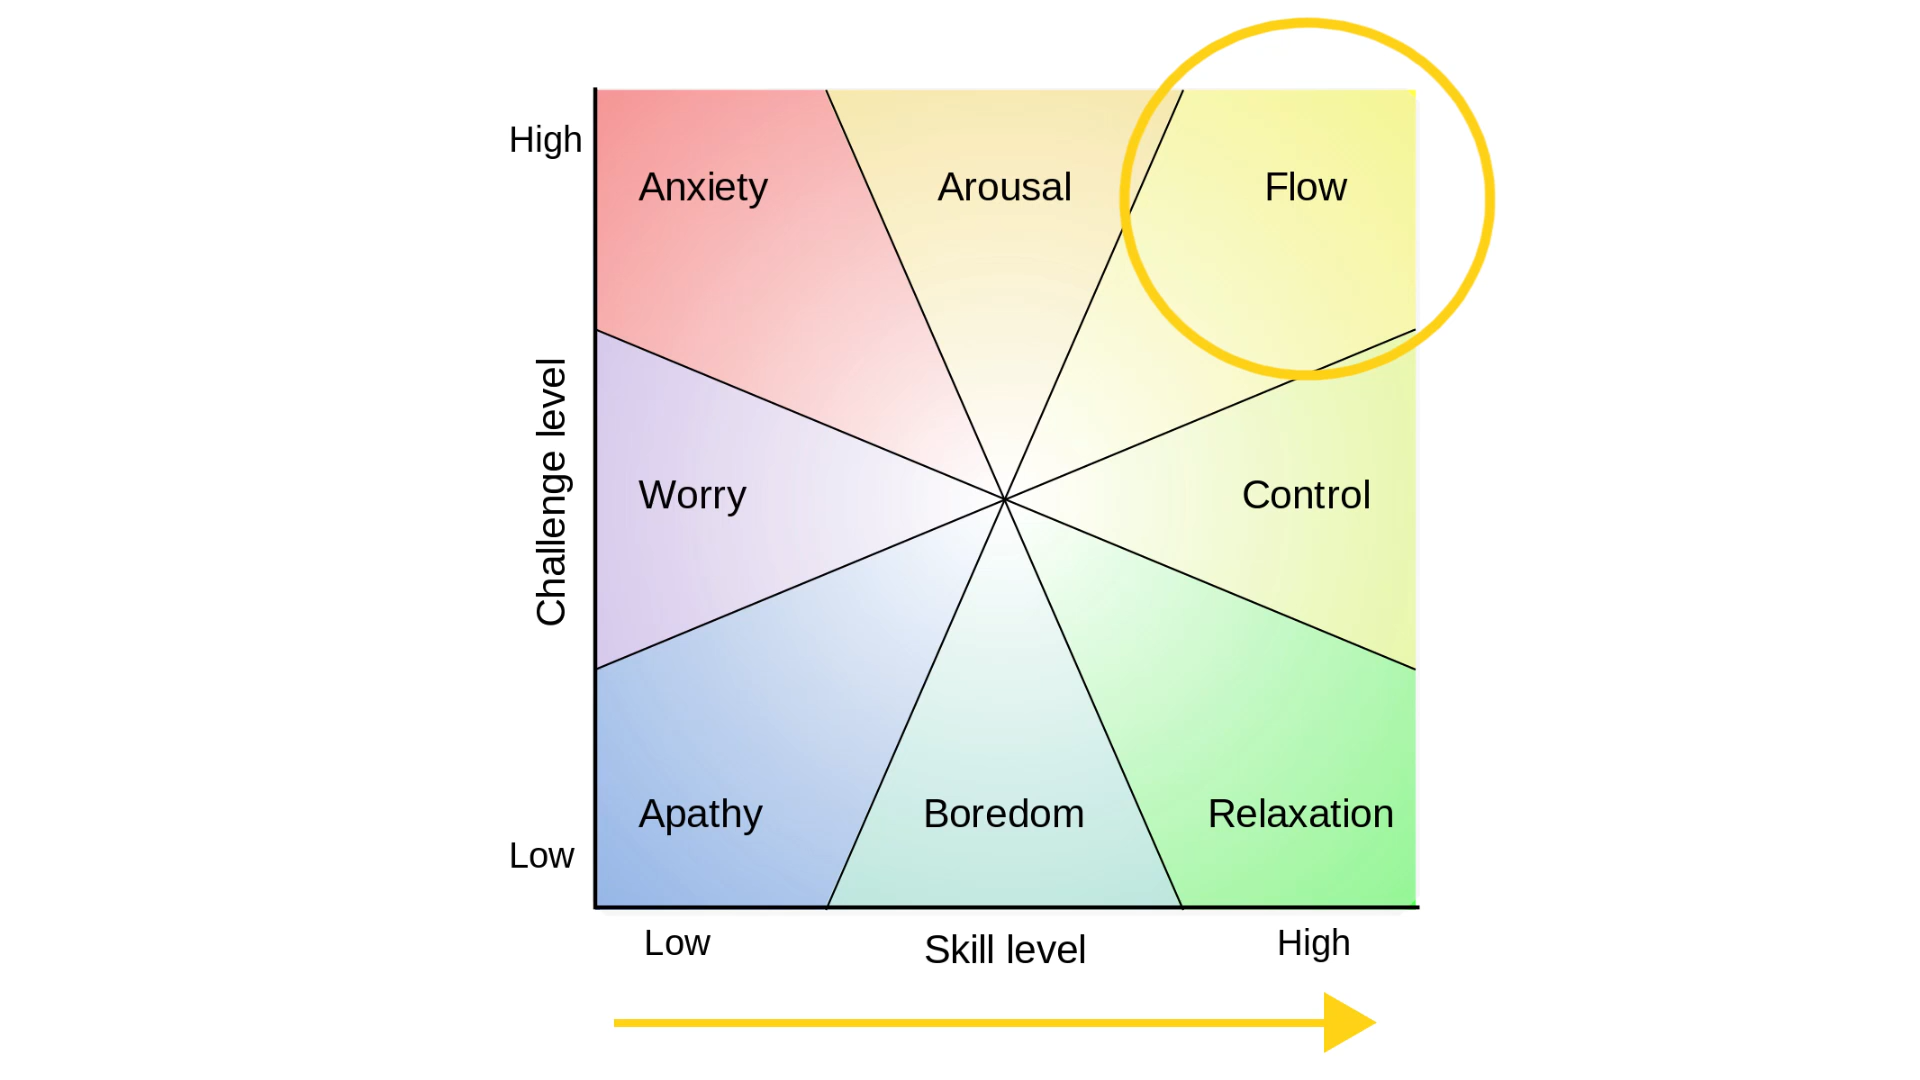 High
Anxiety
Arousal
Flow
Challenge level
Worry
Control
Apathy
Boredom
Relaxation
Low
Low
Skill level
High